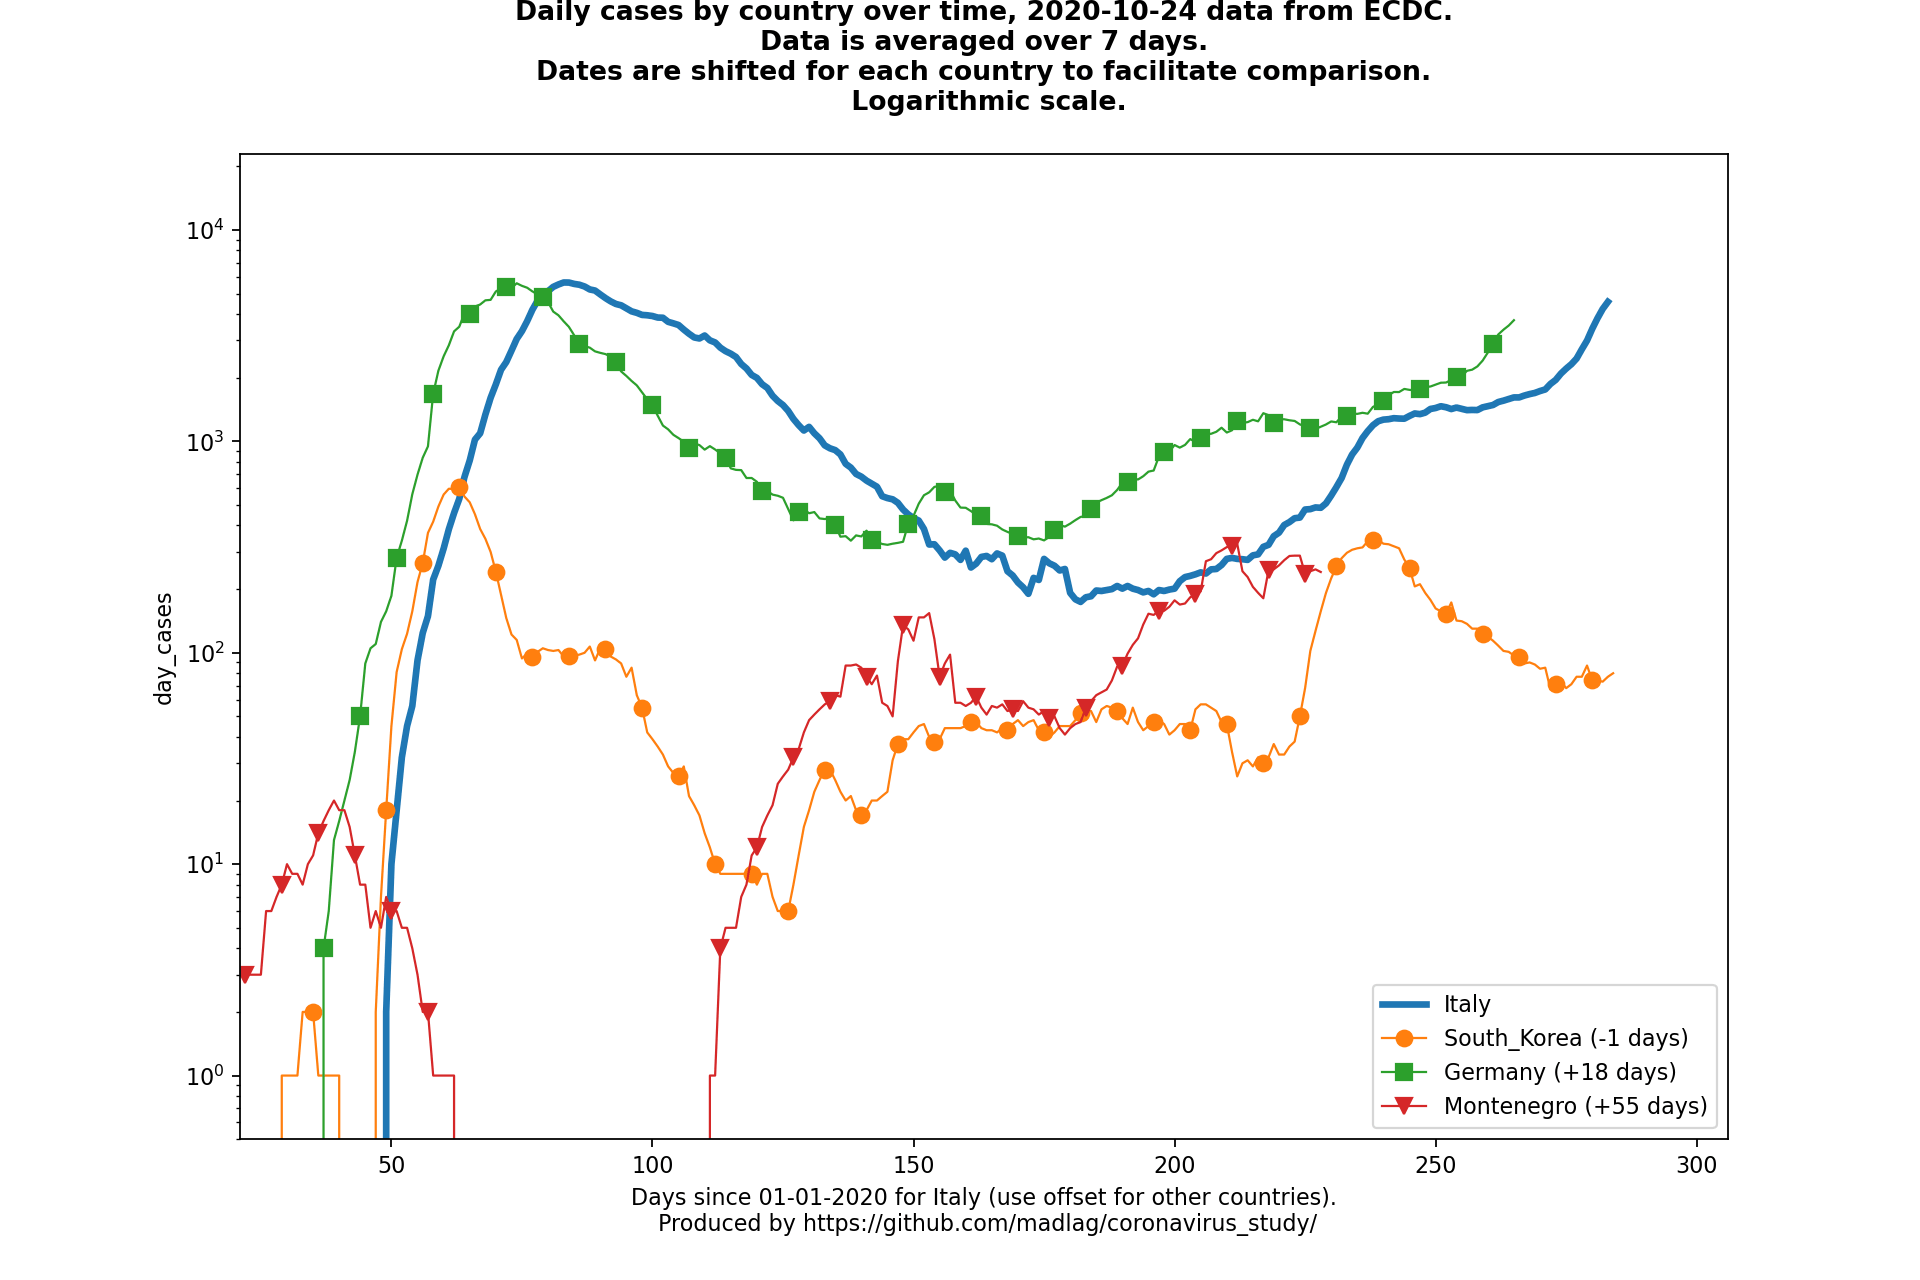 Daily cases by country over time, 2020-10-24 data from ECDC.
Data is averaged over 7 days.
Dates are shifted for each country to facilitate comparison.
Logarithmic scale.
10^4
10^3
10^2
10^1
10^0
day_cases
Italy
South_Korea (-1 days)
Germany (+18 days)
Montenegro (+55 days)
50 100 150 200 250 300
Days since 01-01-2020 for Italy (use offset for other countries).
Produced by https://github.com/madlag/coronavirus_study/